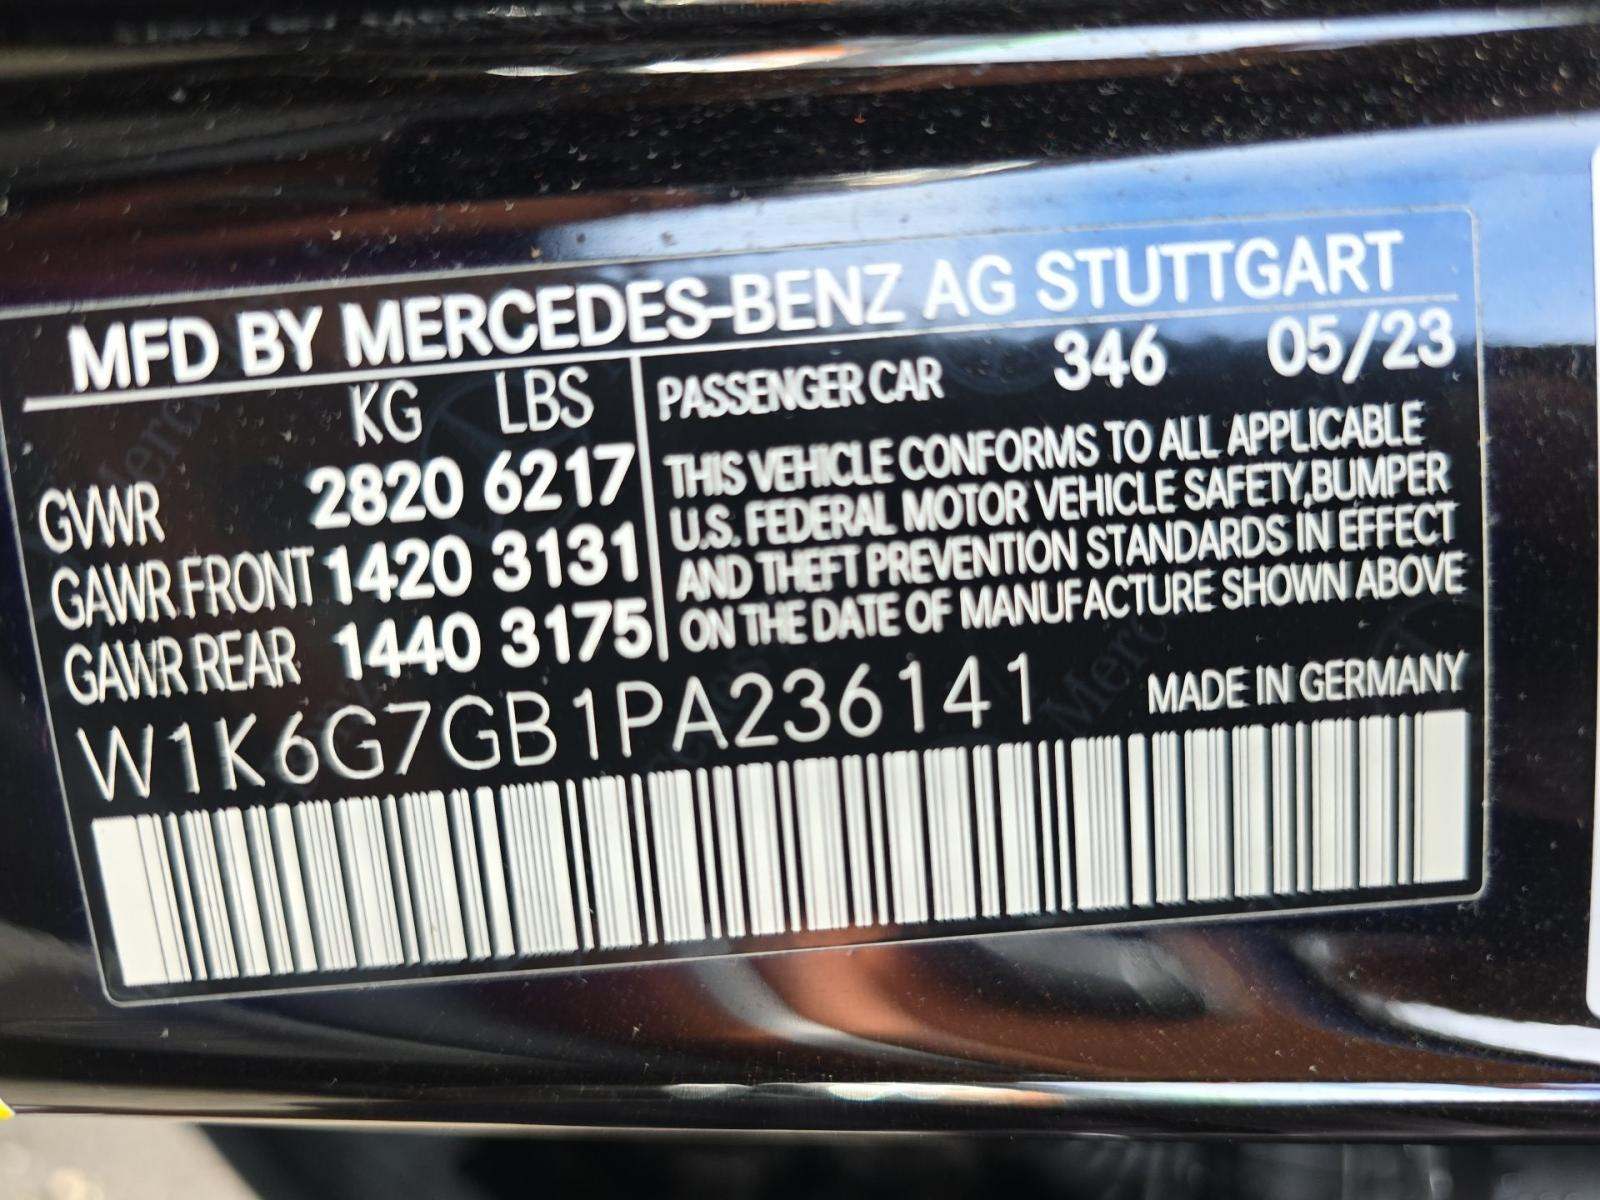 MFD BY MERCEDES-BENZ AG STUTTGART
KG LBS
GVWR 2820 6217
GAWR FRONT 1420 3131
GAWR REAR 1440 3175
PASSENGER CAR 346 05/23
THIS VEHICLE CONFORMS TO ALL APPLICABLE
U.S. FEDERAL MOTOR VEHICLE SAFETY,BUMPER
AND THEFT PREVENTION STANDARDS IN EFFECT
ON THE DATE OF MANUFACTURE SHOWN ABOVE
W1K6G7GB1PA236141 MADE IN GERMANY